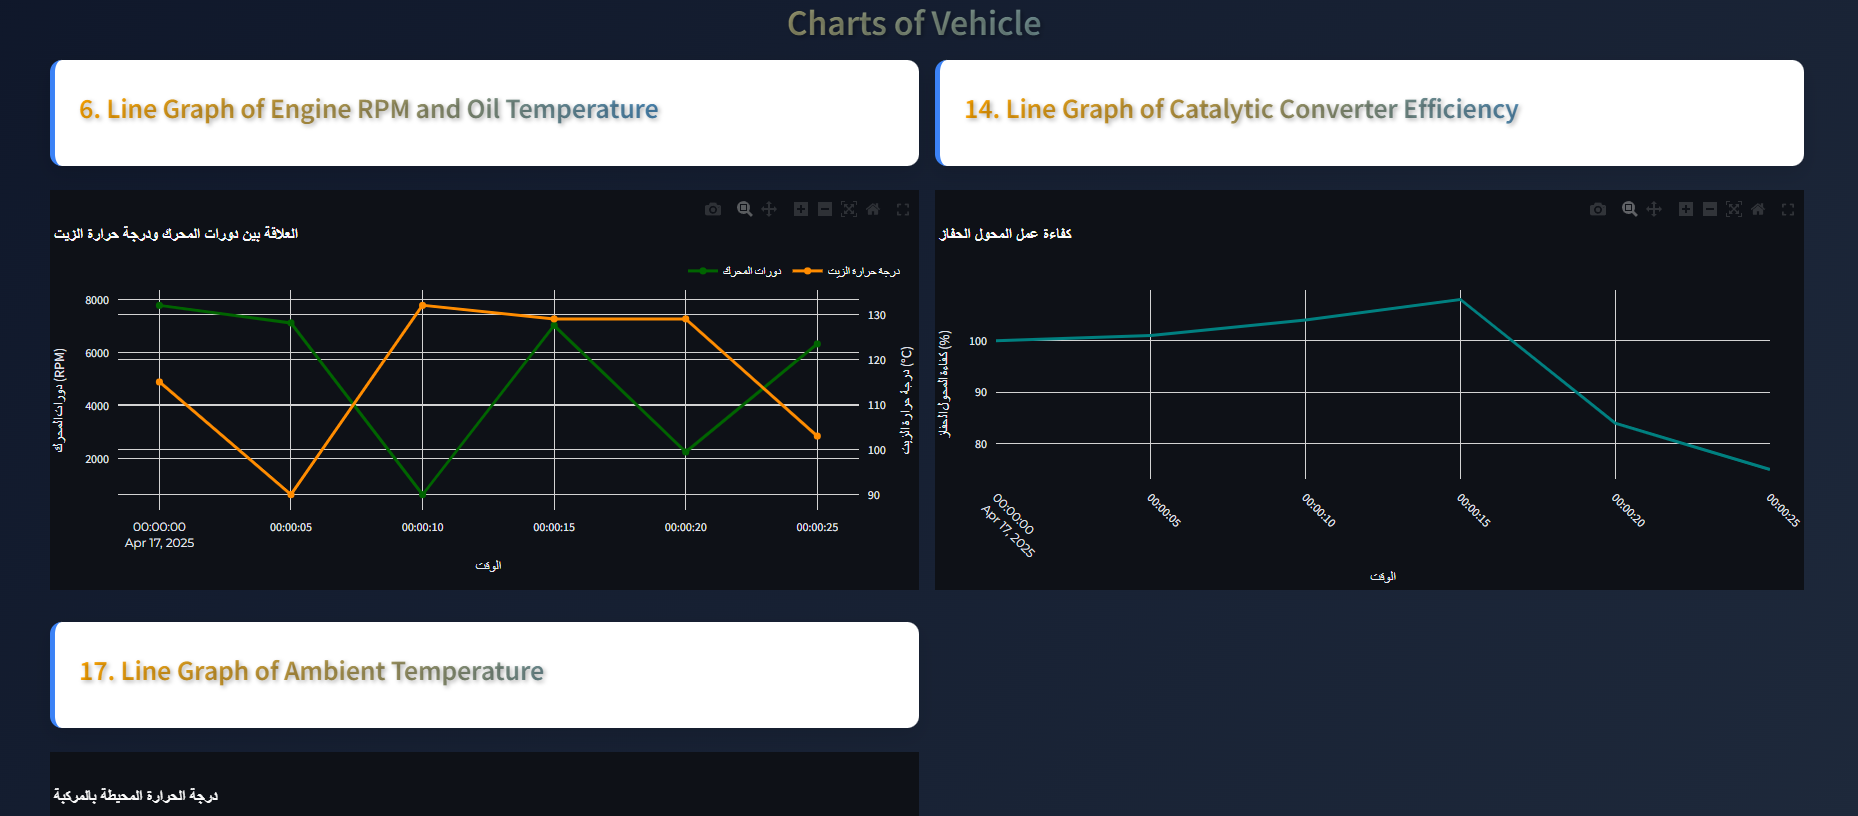 Charts of Vehicle
6. Line Graph of Engine RPM and Oil Temperature
العلاقة بين دورات المحرك ودرجة حرارة الزيت
دورات المحرك
درجة حرارة الزيت
8000
6000
4000
2000
دورات المحرك (RPM)
130
120
110
100
90
درجة حرارة الزيت (°C)
00:00:00
Apr 17, 2025
00:00:05
00:00:10
00:00:15
00:00:20
00:00:25
الوقت
14. Line Graph of Catalytic Converter Efficiency
كفاءة عمل المحول الحفاز
100
90
80
كفاءة المحول الحفاز (%)
00:00:00
Apr 17, 2025
00:00:05
00:00:10
00:00:15
00:00:20
00:00:25
الوقت
17. Line Graph of Ambient Temperature
درجة الحرارة المحيطة بالمركبة